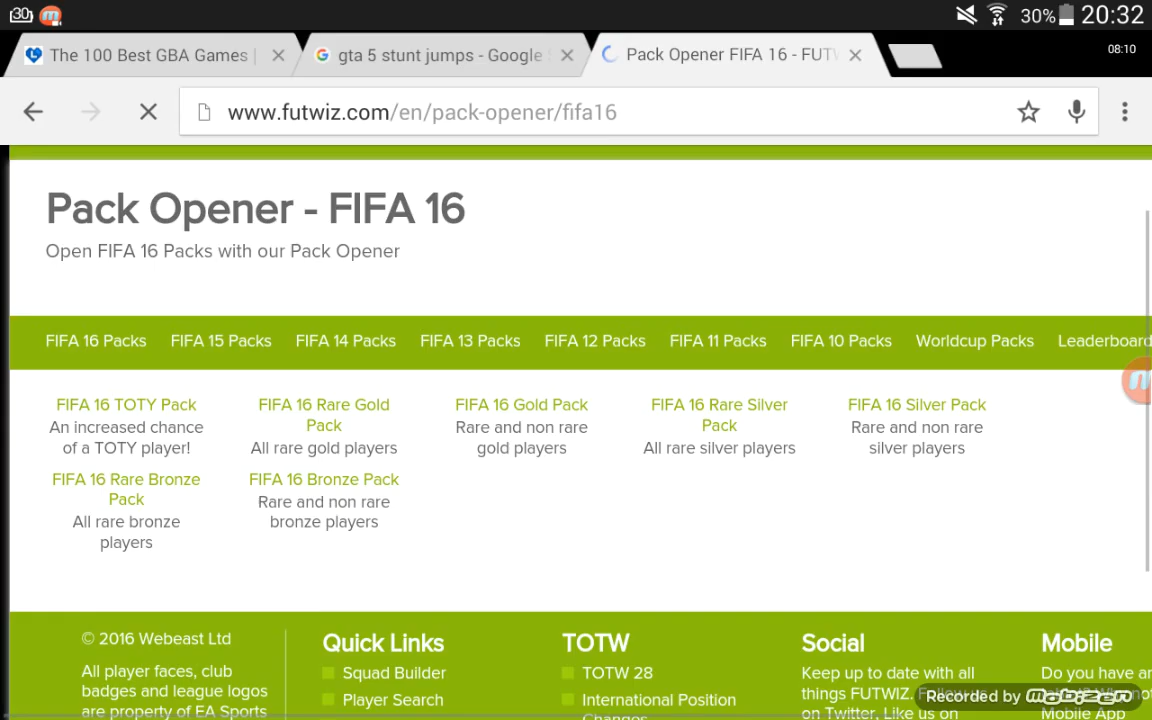 30
30% 20:32
The 100 Best GBA Games |
gta 5 stunt jumps - Google
Pack Opener FIFA 16 - FUT
08:10
www.futwiz.com/en/pack-opener/fifa16
Pack Opener - FIFA 16
Open FIFA 16 Packs with our Pack Opener
FIFA 16 Packs FIFA 15 Packs FIFA 14 Packs FIFA 13 Packs FIFA 12 Packs FIFA 11 Packs FIFA 10 Packs Worldcup Packs Leaderboard
FIFA 16 TOTY Pack
An increased chance
of a TOTY player!
FIFA 16 Rare Gold
Pack
All rare gold players
FIFA 16 Gold Pack
Rare and non rare
gold players
FIFA 16 Rare Silver
Pack
All rare silver players
FIFA 16 Silver Pack
Rare and non rare
silver players
FIFA 16 Rare Bronze
Pack
All rare bronze
players
FIFA 16 Bronze Pack
Rare and non rare
bronze players
© 2016 Webeast Ltd
All player faces, club
badges and league logos
are property of EA Sports
Quick Links
Squad Builder
Player Search
TOTW
TOTW 28
International Position
Changes
Social
Keep up to date with all
things FUTWIZ.
on Twitter, Like us on
Mobile
Do you have an
Mobile App
Recorded by mobizen